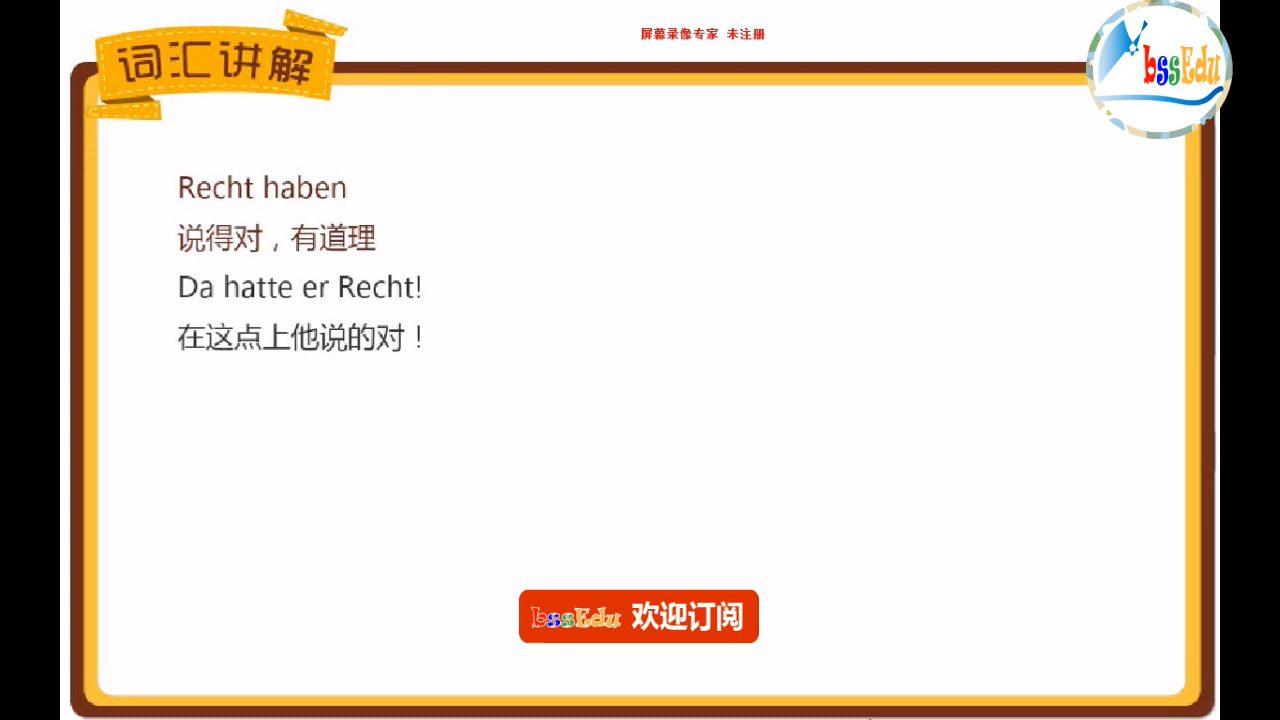 词汇讲解
屏幕录像专家 未注册
bssEdu
Recht haben
说得对，有道理
Da hatte er Recht!
在这点上他说的对！
bssEdu 欢迎订阅